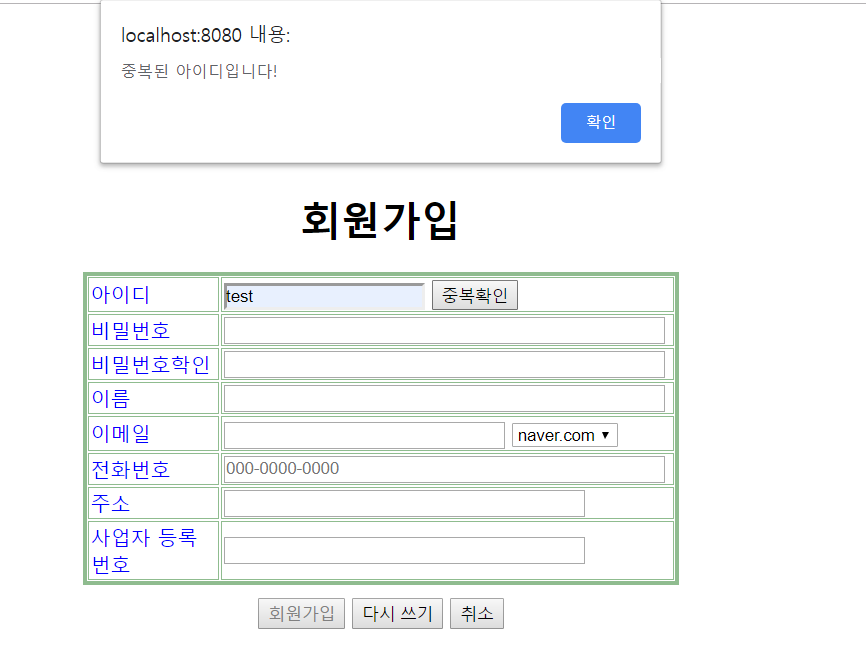 localhost:8080 내용:
중복된 아이디입니다!
확인
회원가입
아이디 test 중복확인
비밀번호
비밀번호학인
이름
이메일 naver.com ▼
전화번호 000-0000-0000
주소
사업자 등록
번호
회원가입 다시 쓰기 취소